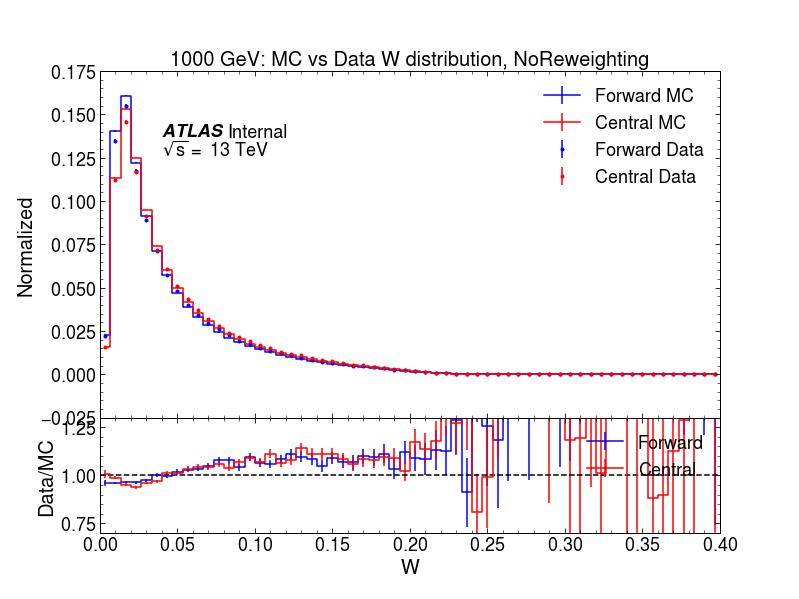 1000 GeV: MC vs Data W distribution, NoReweighting
0.175
0.150
0.125
0.100
0.075
0.050
0.025
0.000
−0.025
Normalized
ATLAS Internal
√s = 13 TeV
Forward MC
Central MC
Forward Data
Central Data
1.25
1.00
0.75
Data/MC
Forward
Central
0.00 0.05 0.10 0.15 0.20 0.25 0.30 0.35 0.40
W